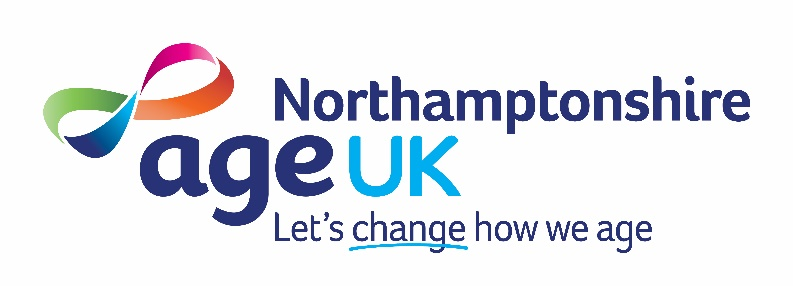 Northamptonshire
age UK
Let's change how we age